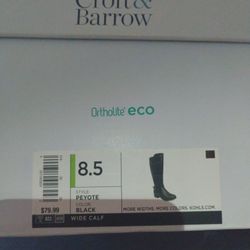 Croft &
Barrow
Ortholite® eco
8.5
STYLE:
PEYOTE
COLOR:
$79.99
BLACK
MORE WIDTHS. MORE COLORS. KOHLS.COM
WIDE CALF